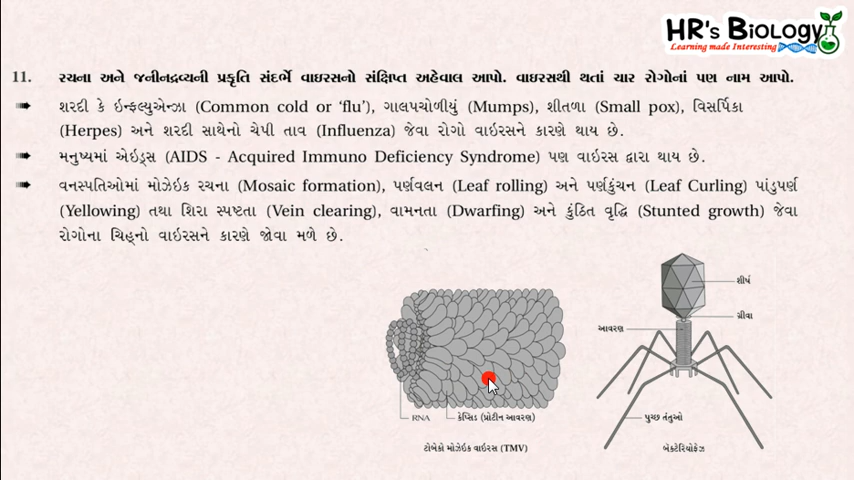 HR's Biology
Learning made Interesting
11. રચના અને જનીનદ્રવ્યની પ્રકૃતિ સંદર્ભે વાઇરસનો સંક્ષિપ્ત અહેવાલ આપો. વાઇરસથી થતાં ચાર રોગોનાં પણ નામ આપો.
➠ શરદી કે ઇન્ફલ્યુએન્ઝા (Common cold or ‘flu’), ગાલપચોળીયું (Mumps), શીતળા (Small pox), વિસર્પિકા
(Herpes) અને શરદી સાથેનો ચેપી તાવ (Influenza) જેવા રોગો વાઇરસને કારણે થાય છે.
➠ મનુષ્યમાં એઇડ્સ (AIDS - Acquired Immuno Deficiency Syndrome) પણ વાઇરસ દ્વારા થાય છે.
➠ વનસ્પતિઓમાં મોઝેઇક રચના (Mosaic formation), પર્ણવલન (Leaf rolling) અને પર્ણકુંચન (Leaf Curling) પાંડુપર્ણ
(Yellowing) તથા શિરા સ્પષ્ટતા (Vein clearing), વામનતા (Dwarfing) અને કુંઠિત વૃદ્ધિ (Stunted growth) જેવા
રોગોના ચિહ્નો વાઇરસને કારણે જોવા મળે છે.
શીર્ષ
ગ્રીવા
આવરણ
RNA
કેપ્સિડ (પ્રોટીન આવરણ)
પુચ્છ તંતુઓ
ટોબેકો મોઝેઇક વાઇરસ (TMV)
બૅક્ટેરિયોફેઝ